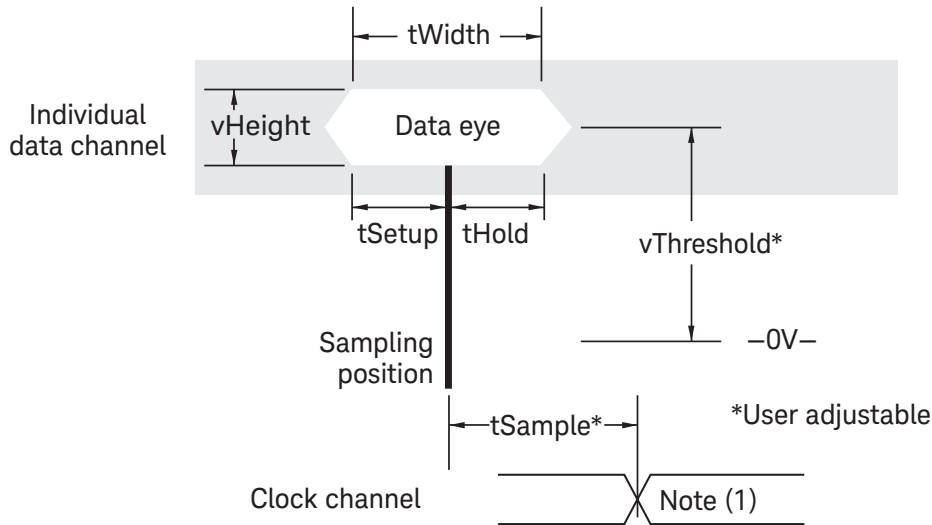 tWidth
Individual
data channel
vHeight
Data eye
tSetup
tHold
vThreshold*
Sampling
position
–0V–
*User adjustable
tSample*
Clock channel
Note (1)